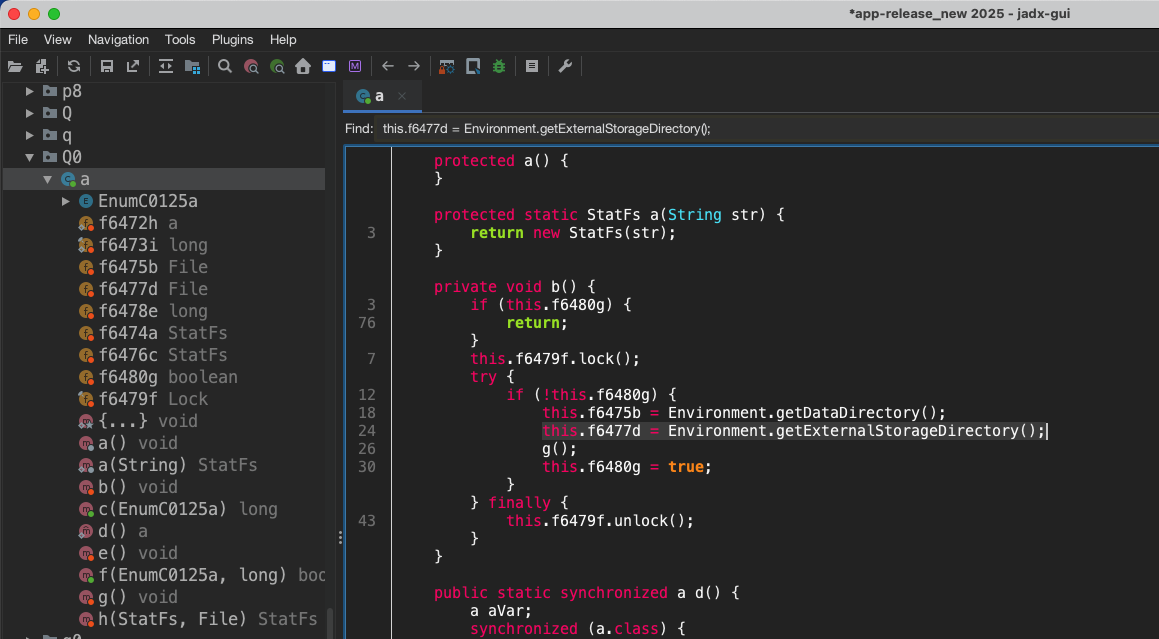 *app-release_new 2025 - jadx-gui
File View Navigation Tools Plugins Help
p8
Q
q
Q0
a
EnumC0125a
f6472h a
f6473i long
f6475b File
f6477d File
f6478e long
f6474a StatFs
f6476c StatFs
f6480g boolean
f6479f Lock
{...} void
a() void
a(String) StatFs
b() void
c(EnumC0125a) long
d() a
e() void
f(EnumC0125a, long) boo
g() void
h(StatFs, File) StatFs
a
Find: this.f6477d = Environment.getExternalStorageDirectory();
protected a() {
}
protected static StatFs a(String str) {
3 return new StatFs(str);
}
private void b() {
3 if (this.f6480g) {
76 return;
}
7 this.f6479f.lock();
try {
12 if (!this.f6480g) {
18 this.f6475b = Environment.getDataDirectory();
24 this.f6477d = Environment.getExternalStorageDirectory();
26 g();
30 this.f6480g = true;
}
} finally {
43 this.f6479f.unlock();
}
}
public static synchronized a d() {
a aVar;
synchronized (a.class) {